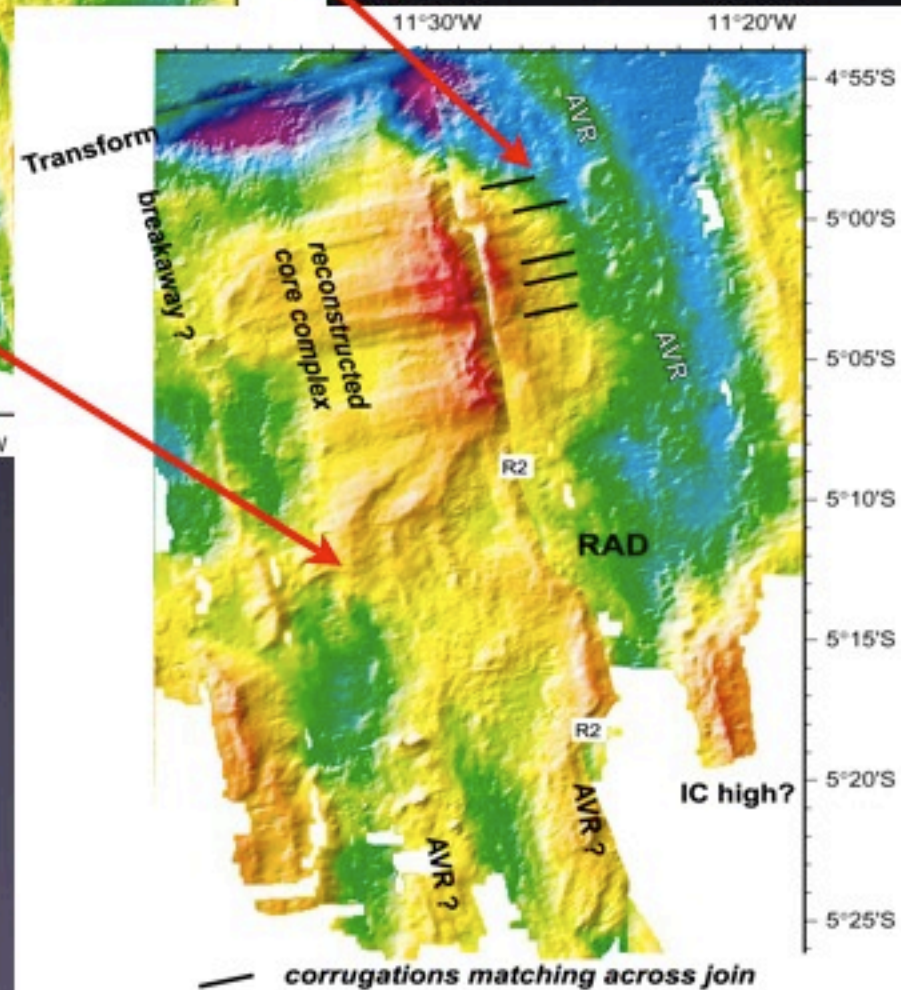 11°30'W
11°20'W
4°55'S
AVR
Transform
5°00'S
breakaway ?
reconstructed
core complex
5°05'S
AVR
W
R2
5°10'S
RAD
5°15'S
R2
5°20'S
IC high?
AVR ?
AVR ?
5°25'S
corrugations matching across join